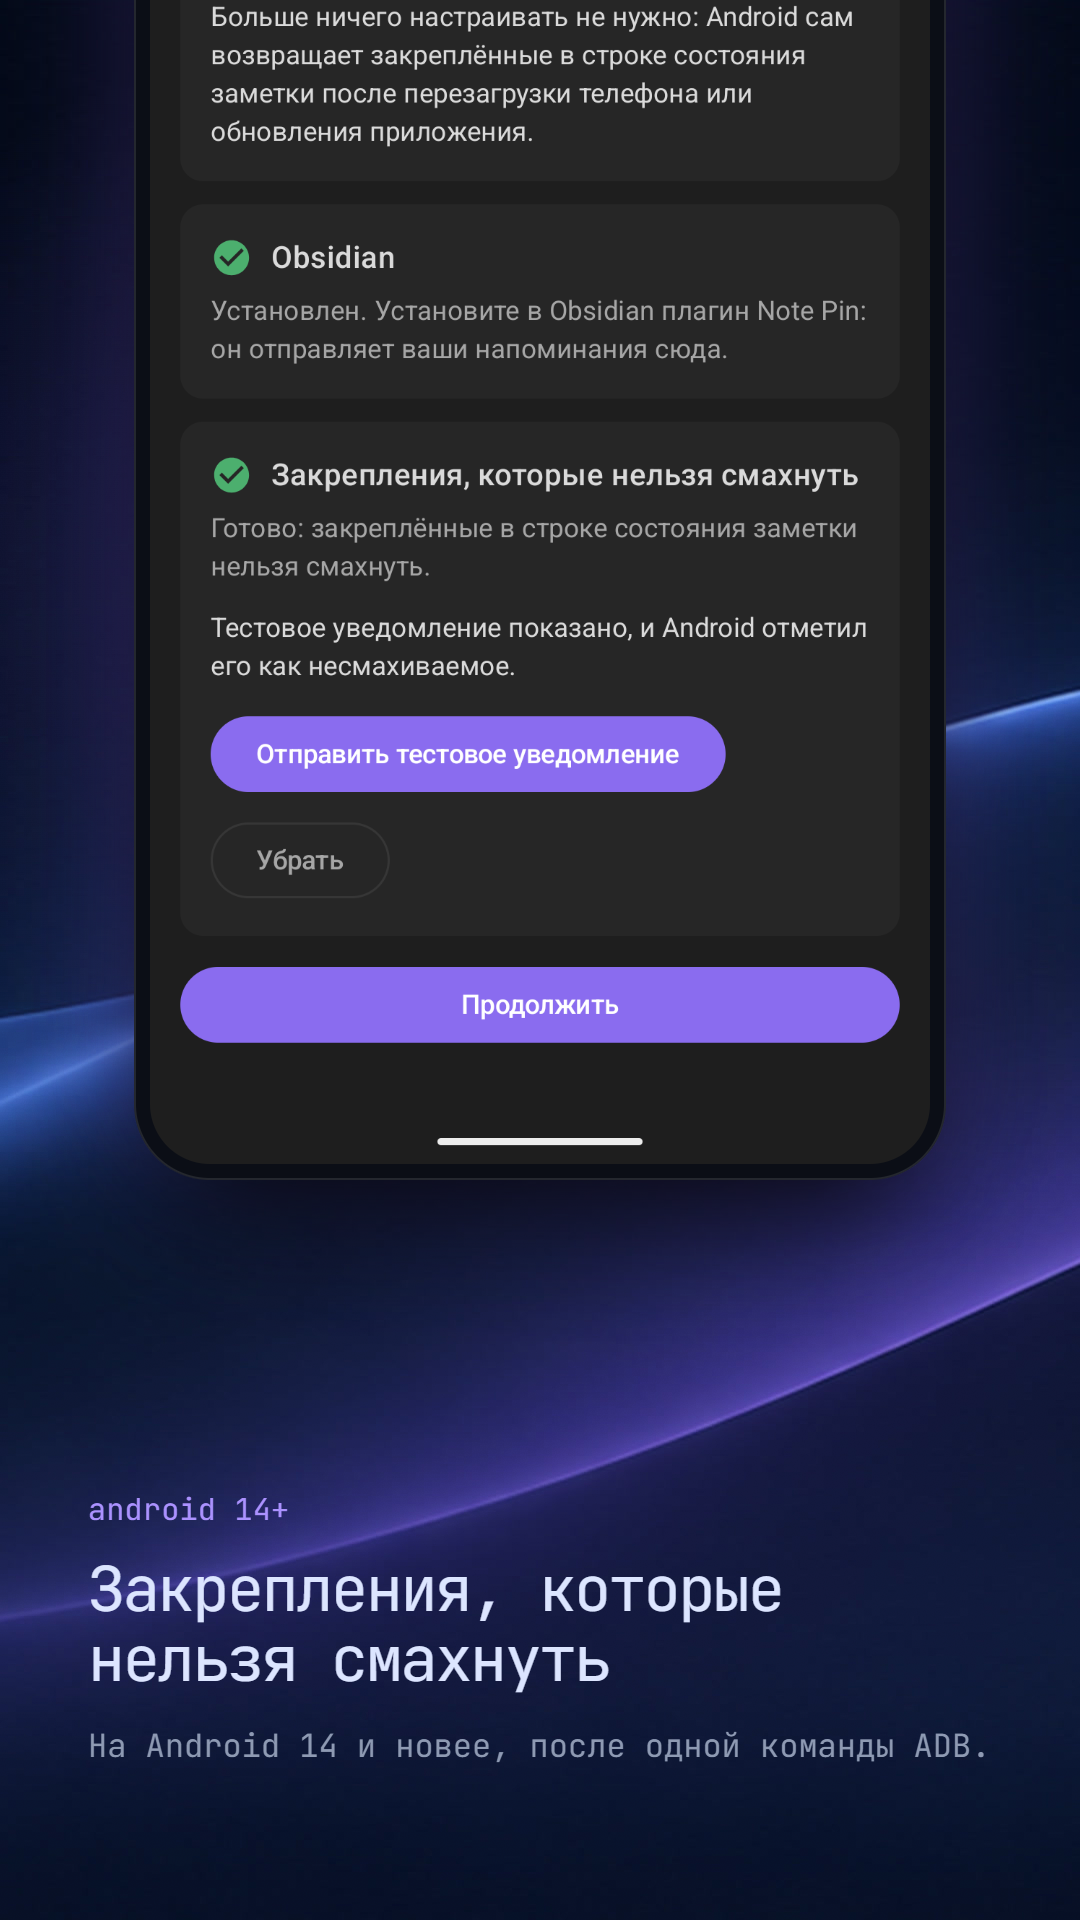 Больше ничего настраивать не нужно: Android сам
возвращает закреплённые в строке состояния
заметки после перезагрузки телефона или
обновления приложения.
Obsidian
Установлен. Установите в Obsidian плагин Note Pin:
он отправляет ваши напоминания сюда.
Закрепления, которые нельзя смахнуть
Готово: закреплённые в строке состояния заметки
нельзя смахнуть.
Тестовое уведомление показано, и Android отметил
его как несмахиваемое.
Отправить тестовое уведомление
Убрать
Продолжить
android 14+
Закрепления, которые
нельзя смахнуть
На Android 14 и новее, после одной команды ADB.